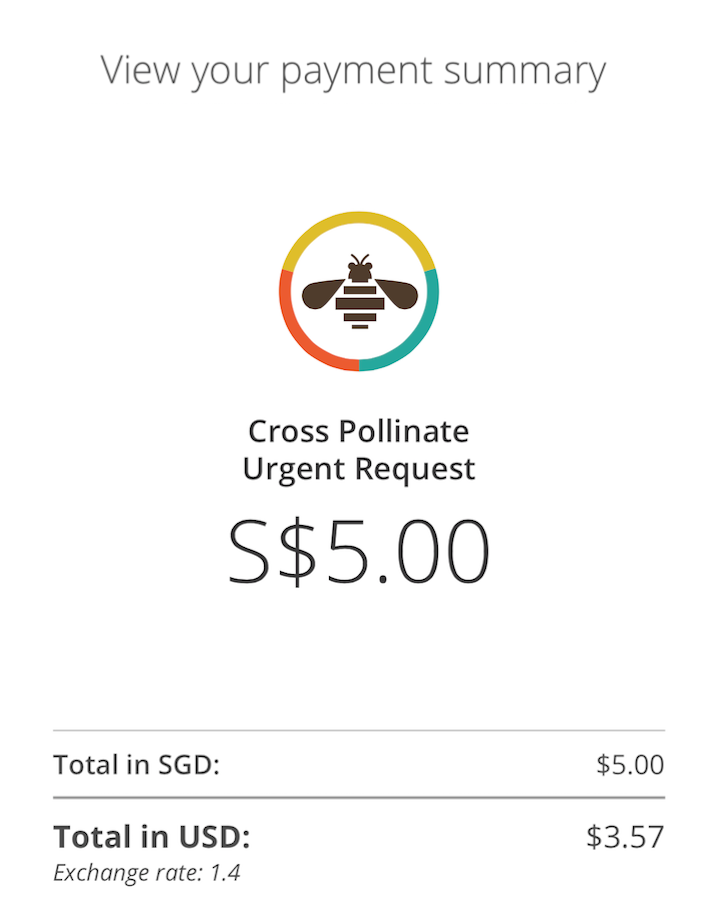 View your payment summary
Cross Pollinate
Urgent Request
S$5.00
Total in SGD: $5.00
Total in USD: $3.57
Exchange rate: 1.4